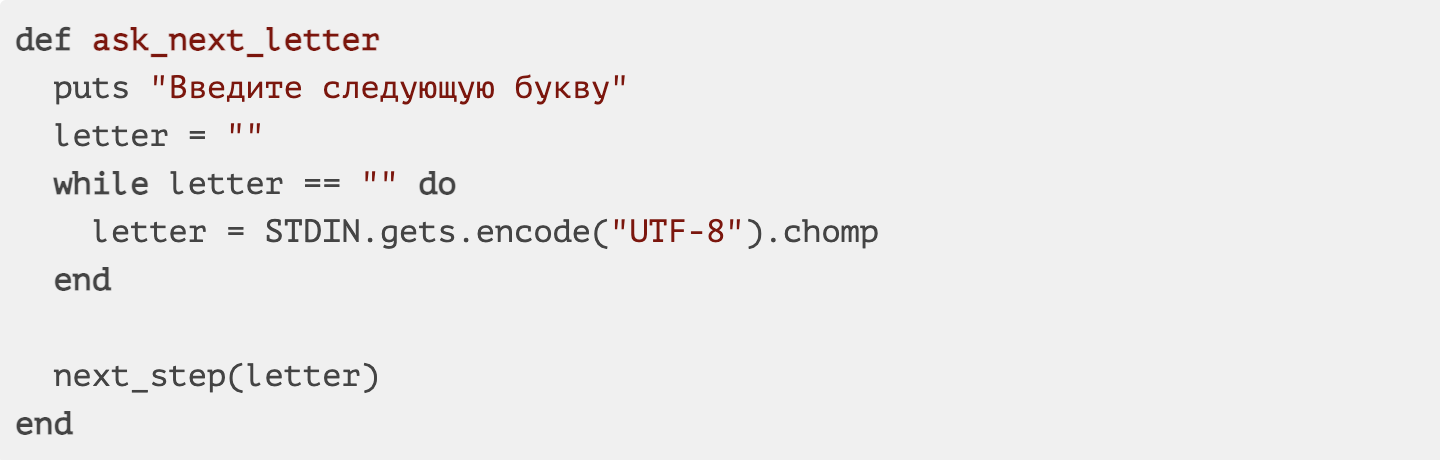 def ask_next_letter
  puts "Введите следующую букву"
  letter = ""
  while letter == "" do
    letter = STDIN.gets.encode("UTF-8").chomp
  end

  next_step(letter)
end